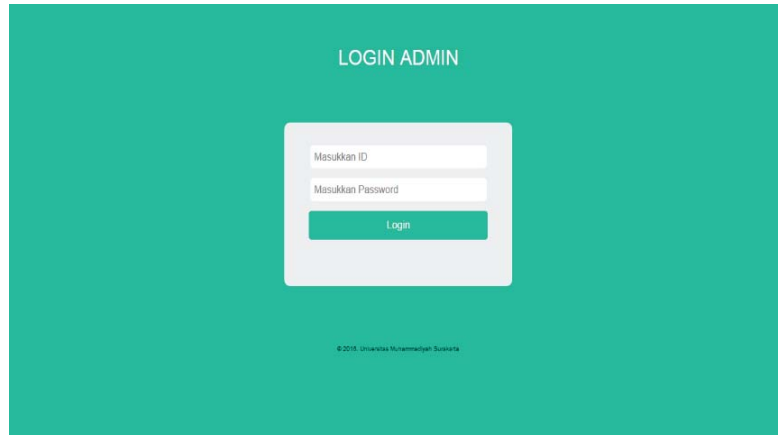 LOGIN ADMIN
Masukkan ID
Masukkan Password
Login
© 2016. Universitas Muhammadiyah Surakarta